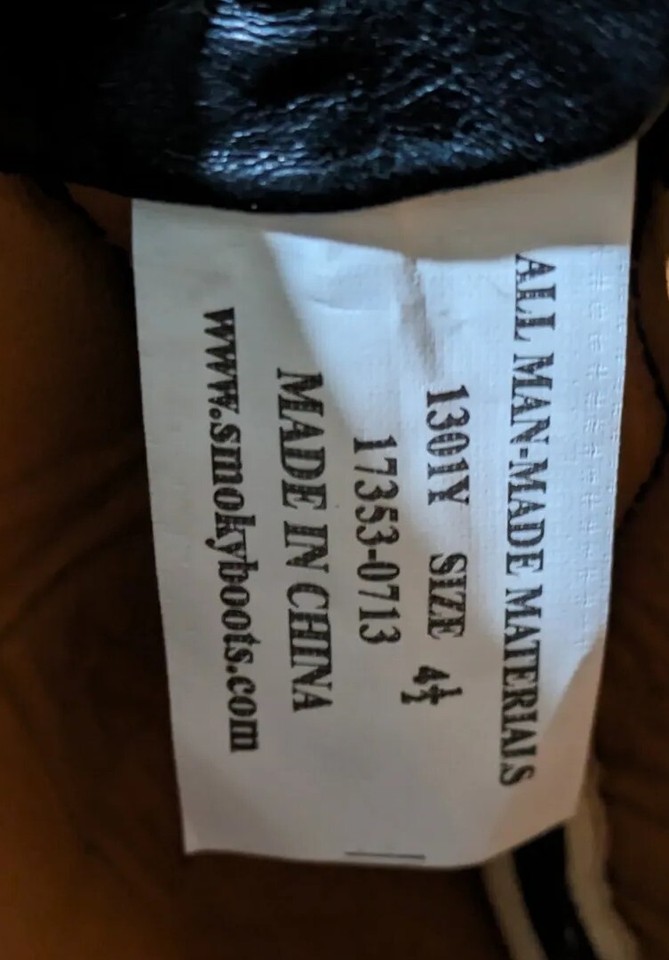 ALL MAN-MADE MATERIALS
1301Y SIZE 4½
17353-0713
MADE IN CHINA
www.smokyboots.com